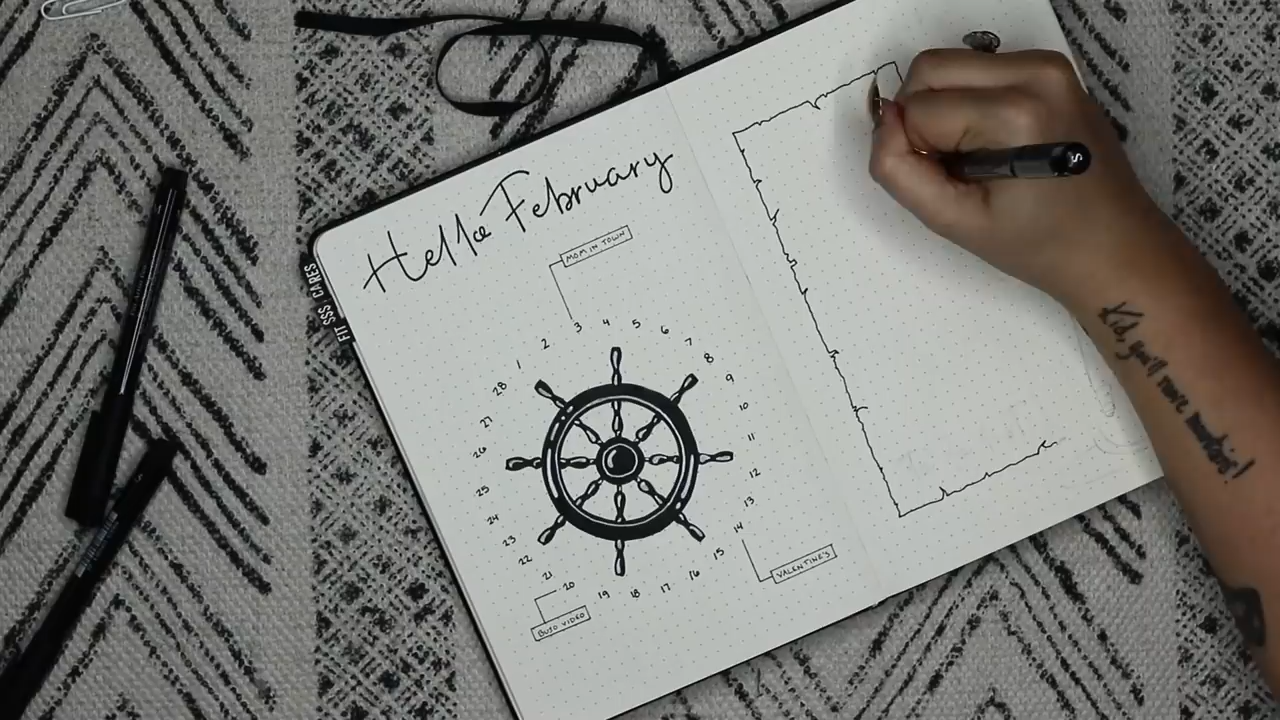 Hello February
MOM IN TOWN
1 2 3 4 5 6 7 8 9 10 11 12 13 14 15 16 17 18 19 20 21 22 23 24 25 26 27 28
VALENTINE'S
BUJO VIDEO
FIT SSS CARES
S
Kid, you'll move mountains!